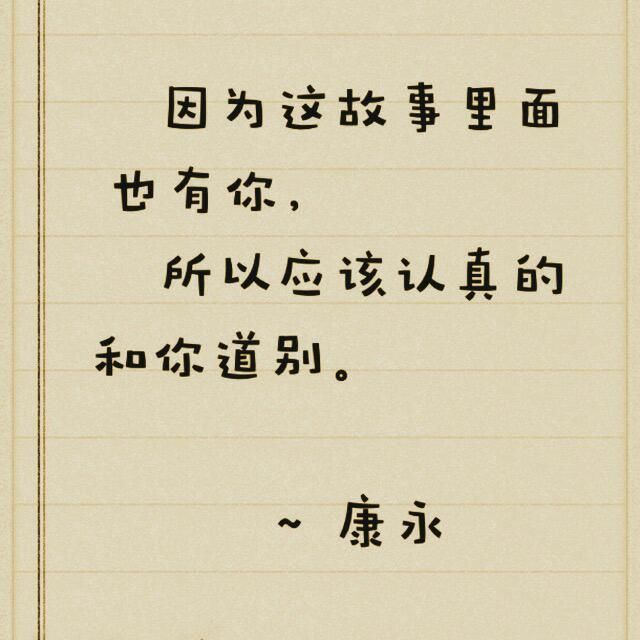 因为这故事里面
也有你，
所以应该认真的
和你道别。
~ 康永